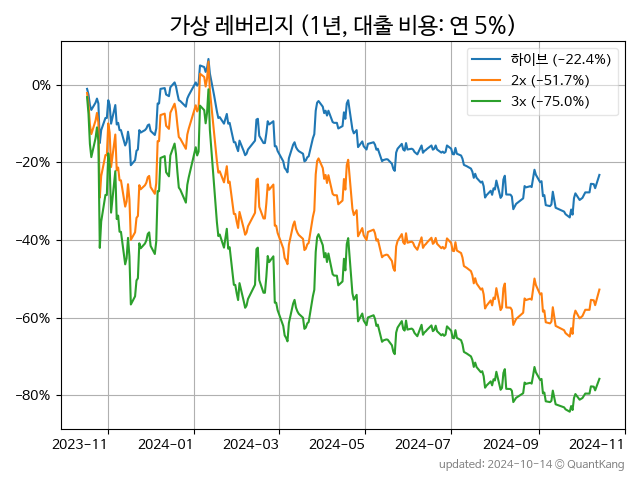 가상 레버리지 (1년, 대출 비용: 연 5%)
하이브 (−22.4%)
2x (−51.7%)
3x (−75.0%)
0%
−20%
−40%
−60%
−80%
2023-11 2024-01 2024-03 2024-05 2024-07 2024-09 2024-11
updated: 2024-10-14 © QuantKang